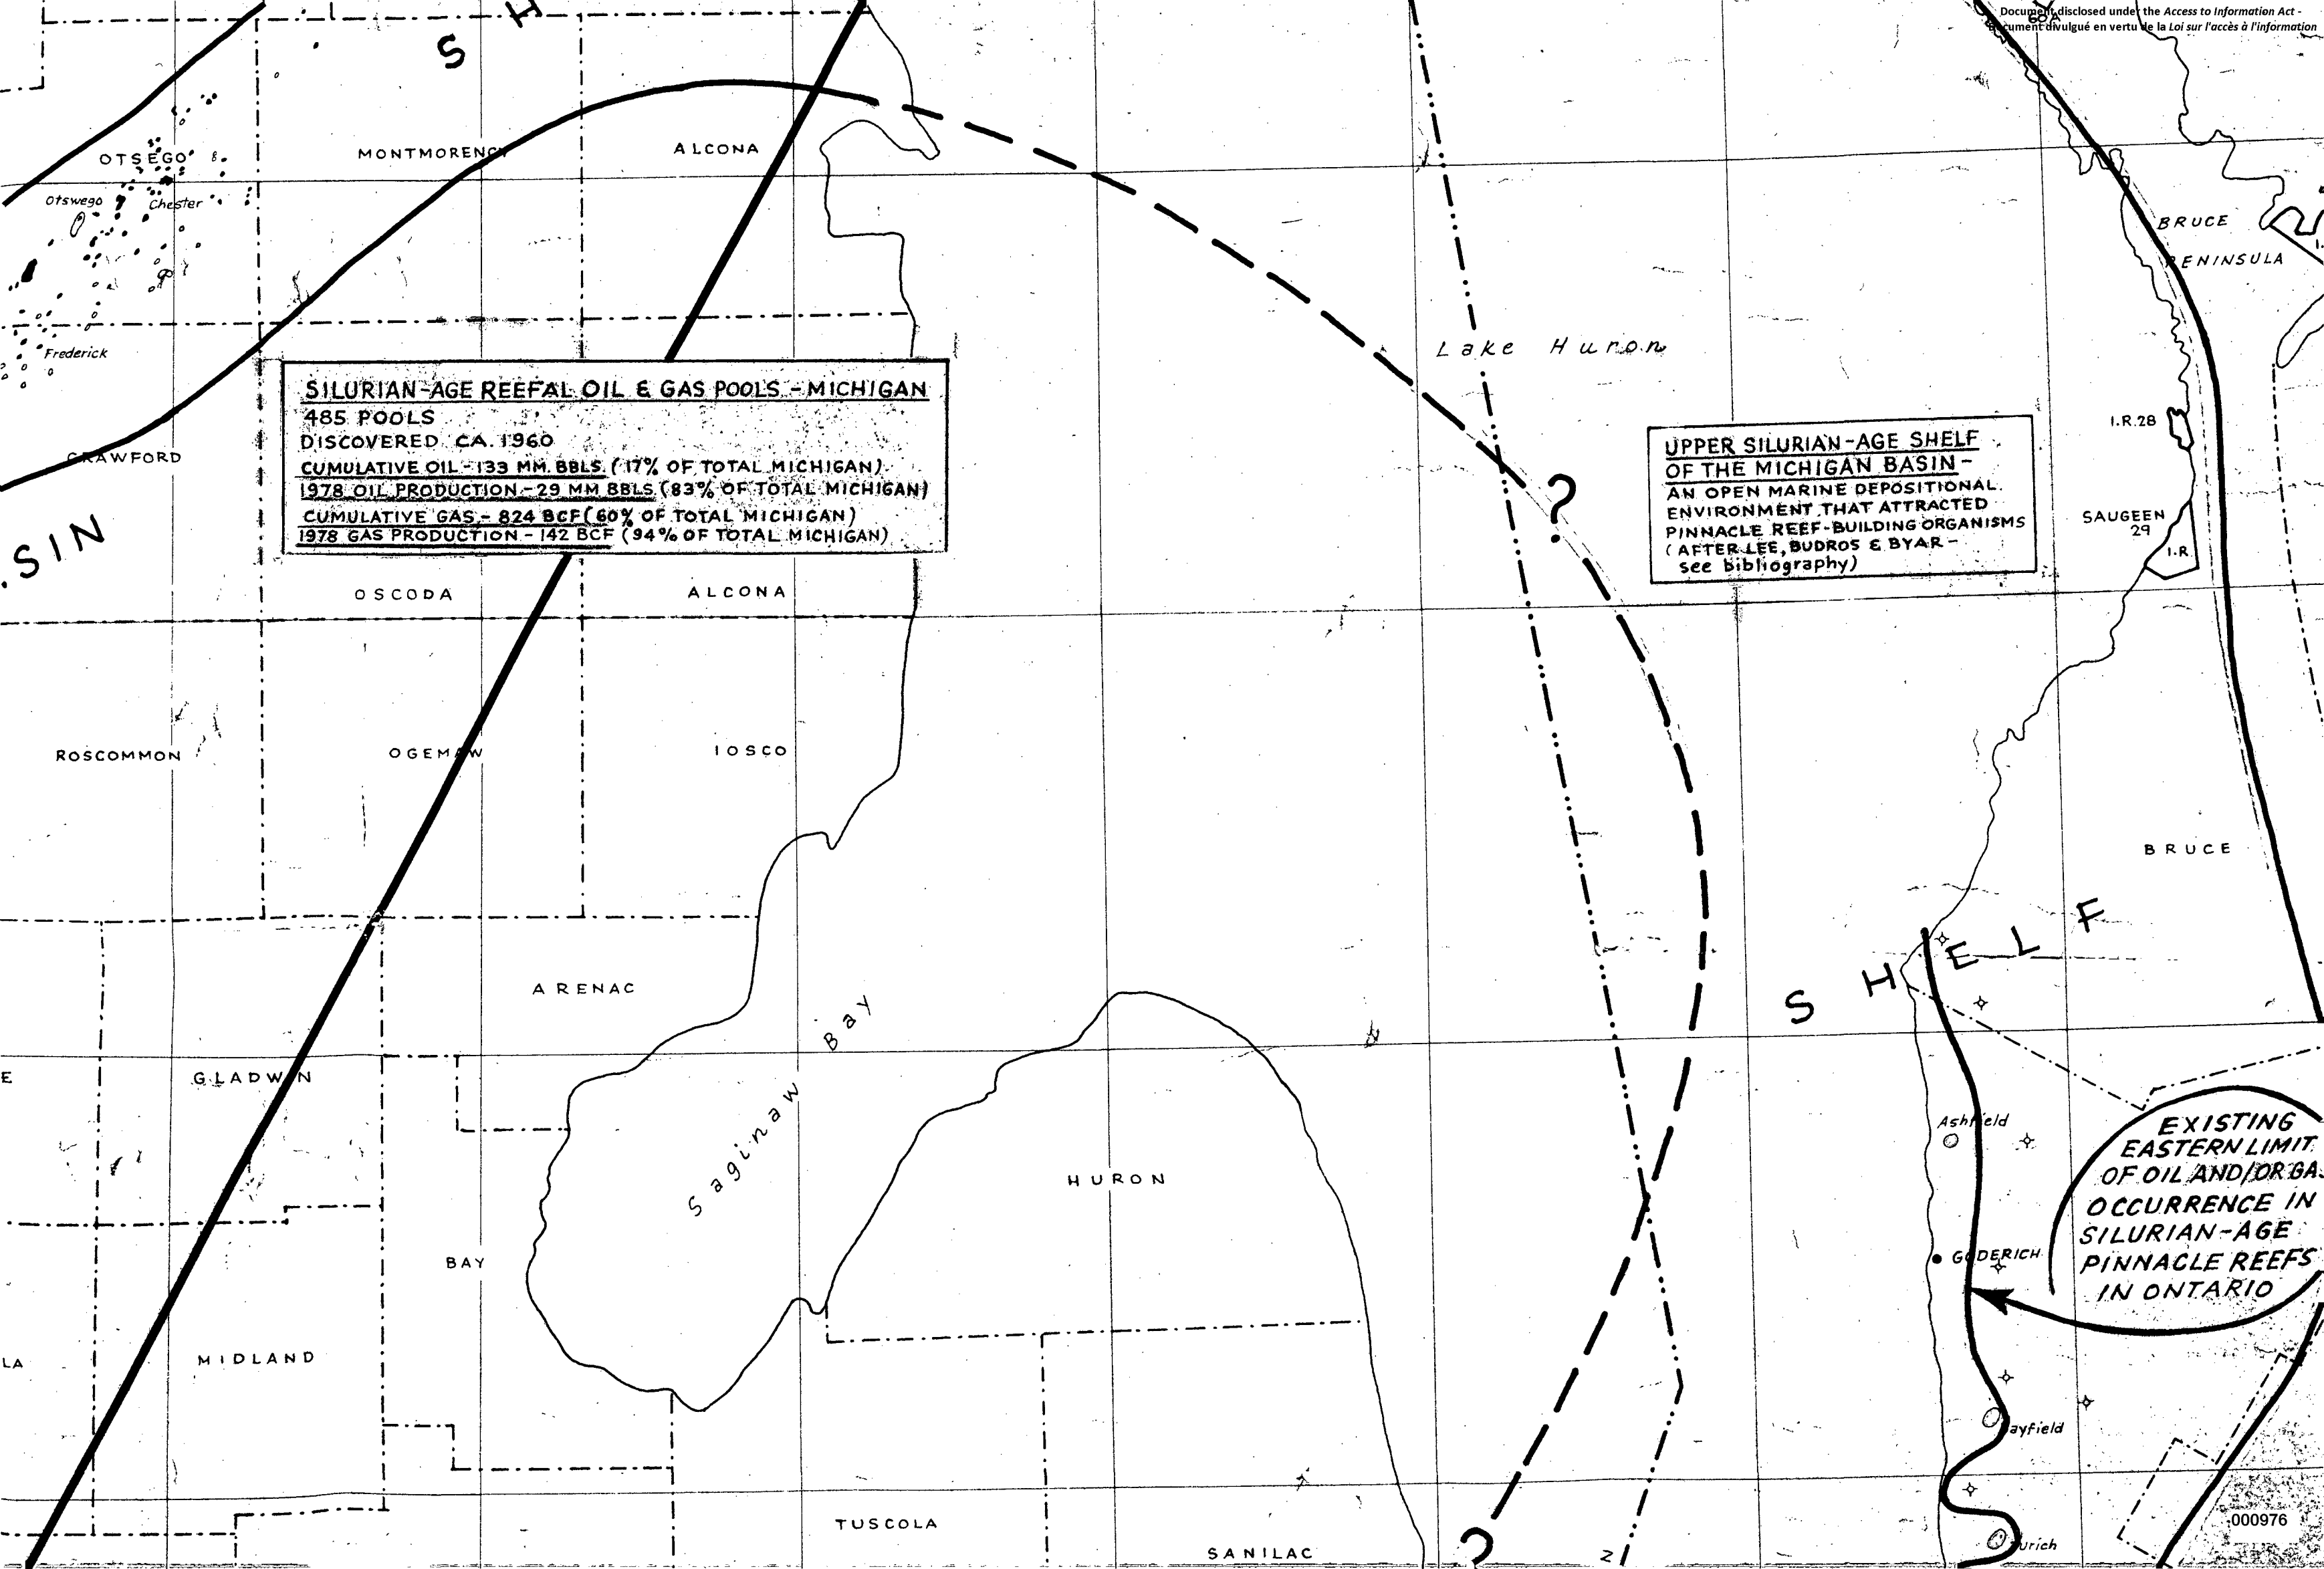 Document disclosed under the Access to Information Act -
Document divulgué en vertu de la Loi sur l'accès à l'information
60A
S H
OTSEGO
MONTMORENCY
ALCONA
Otswego
Chester
BRUCE
PENINSULA
Frederick
Lake Huron
SILURIAN-AGE REEFAL OIL & GAS POOLS - MICHIGAN
485 POOLS
DISCOVERED CA. 1960
CUMULATIVE OIL - 133 MM. BBLS. (17% OF TOTAL MICHIGAN)
1978 OIL PRODUCTION - 29 MM BBLS (83% OF TOTAL MICHIGAN)
CUMULATIVE GAS - 824 BCF (60% OF TOTAL MICHIGAN)
1978 GAS PRODUCTION - 142 BCF (94% OF TOTAL MICHIGAN)
UPPER SILURIAN-AGE SHELF
OF THE MICHIGAN BASIN -
AN OPEN MARINE DEPOSITIONAL
ENVIRONMENT THAT ATTRACTED
PINNACLE REEF-BUILDING ORGANISMS
(AFTER LEE, BUDROS & BYAR -
see bibliography)
I.R. 28
CRAWFORD
?
SAUGEEN
29
I.R.
SIN
OSCODA
ALCONA
ROSCOMMON
OGEMAW
IOSCO
BRUCE
SHELF
ARENAC
Saginaw Bay
E
GLADWIN
Ashfield
EXISTING
EASTERN LIMIT
OF OIL AND/OR GAS
OCCURRENCE IN
SILURIAN-AGE
PINNACLE REEFS
IN ONTARIO
HURON
BAY
GODERICH
LA
MIDLAND
ayfield
TUSCOLA
000976
SANILAC
?
Z
urich